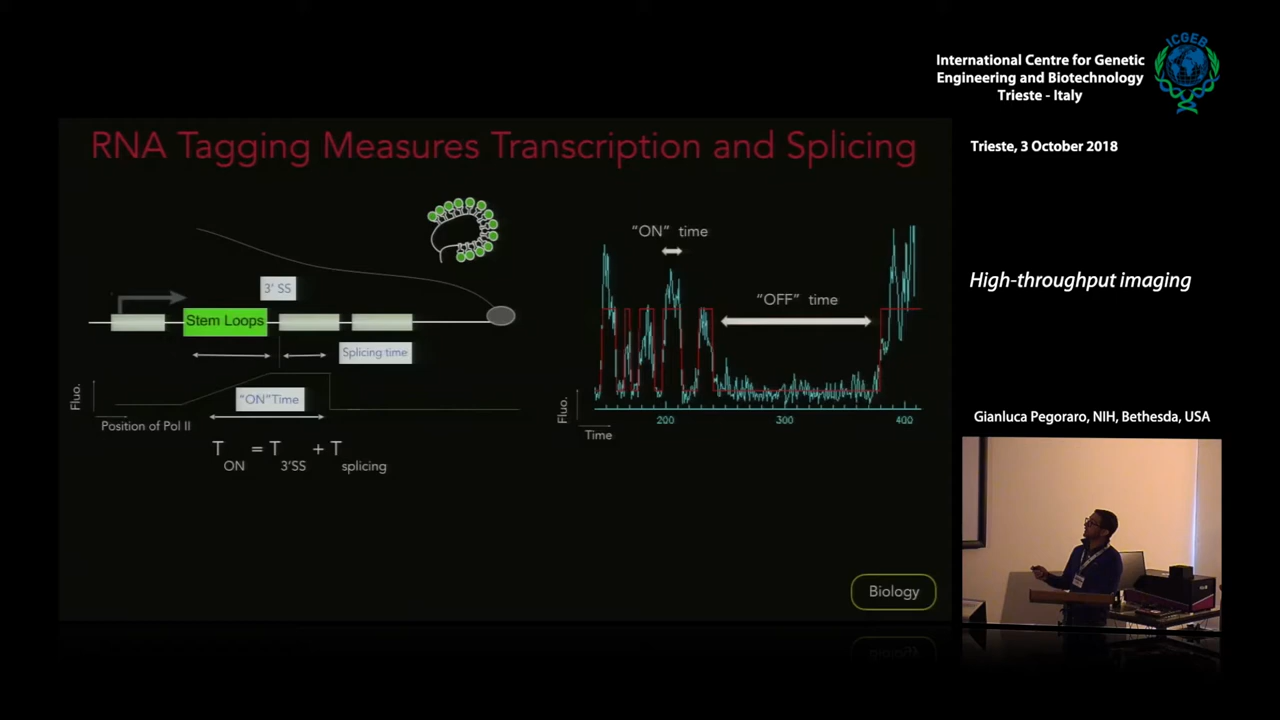 ICGEB
International Centre for Genetic
Engineering and Biotechnology
Trieste - Italy
Trieste, 3 October 2018
High-throughput imaging
Gianluca Pegoraro, NIH, Bethesda, USA
RNA Tagging Measures Transcription and Splicing
3' SS
Stem Loops
Splicing time
Fluo.
"ON"Time
Position of Pol II
T ON = T 3'SS + T splicing
"ON" time
"OFF" time
Fluo.
200 300 400
Time
Biology